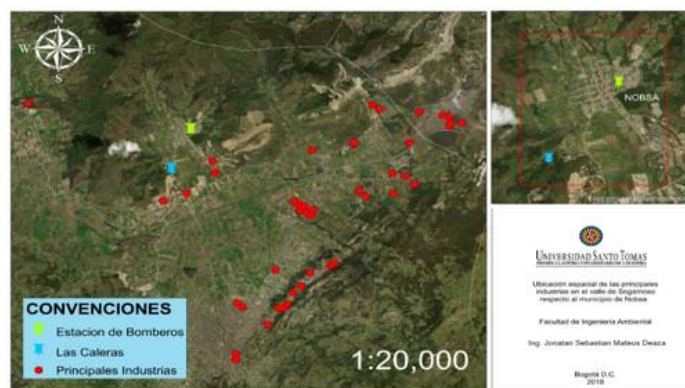 N
W E
S
CONVENCIONES
Estacion de Bomberos
Las Caleras
Principales Industrias
1:20,000
NOBSA
UNIVERSIDAD SANTO TOMAS
Ubicación espacial de las principales
industrias en el valle de Sogamoso
respecto al municipio de Nobsa
Facultad de Ingeniería Ambiental
Ing. Jonatan Sebastian Mateus Deaza
Bogotá D.C.
2018